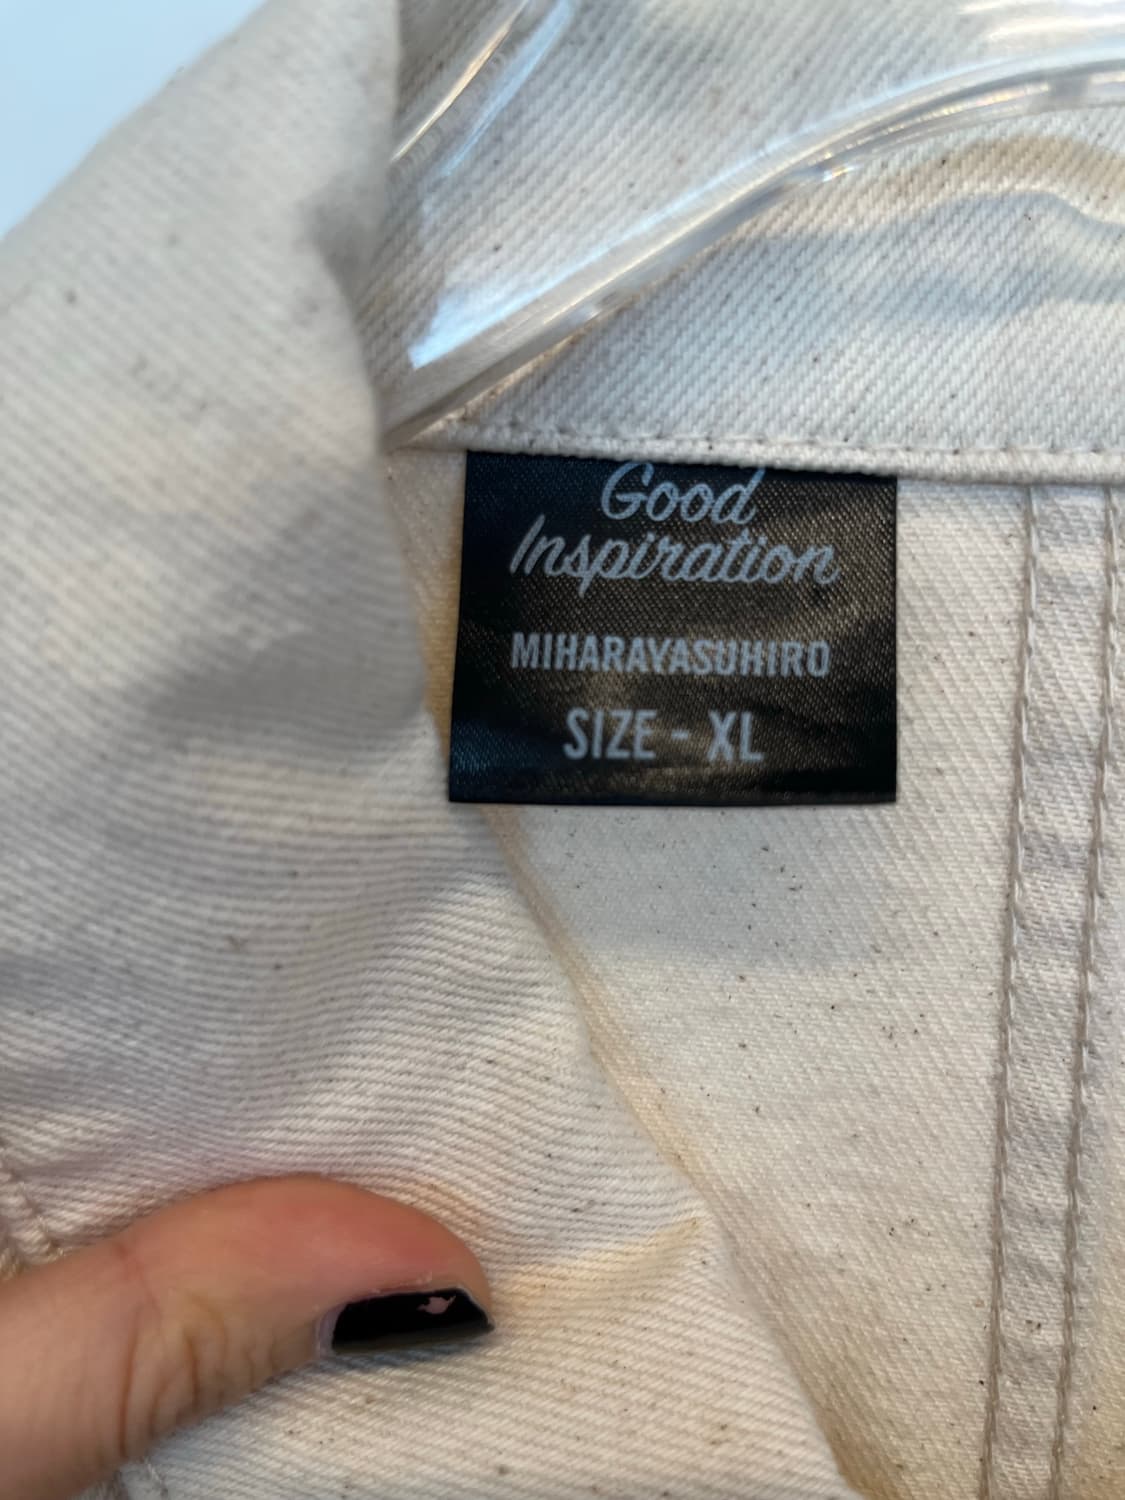 Good
Inspiration
MIHARAYASUHIRO
SIZE - XL